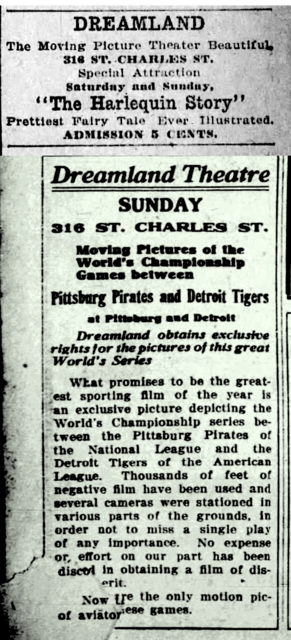 DREAMLAND
The Moving Picture Theater Beautiful,
316 ST. CHARLES ST.
Special Attraction
Saturday and Sunday,
"The Harlequin Story"
Prettiest Fairy Tale Ever Illustrated.
ADMISSION 5 CENTS.
Dreamland Theatre
SUNDAY
316 ST. CHARLES ST.
Moving Pictures of the
World's Championship
Games between
Pittsburg Pirates and Detroit Tigers
at Pittsburg and Detroit
Dreamland obtains exclusive
rights for the pictures of this great
World's Series
What promises to be the great-
est sporting film of the year is
an exclusive picture depicting the
World's Championship series be-
tween the Pittsburg Pirates of
the National League and the
Detroit Tigers of the American
League. Thousands of feet of
negative film have been used and
several cameras were stationed in
various parts of the grounds, in
order not to miss a single play
of any importance. No expense
or effort on our part has been
in obtaining a film of dis-
erit.
the only motion pic-
of aviator ese games.